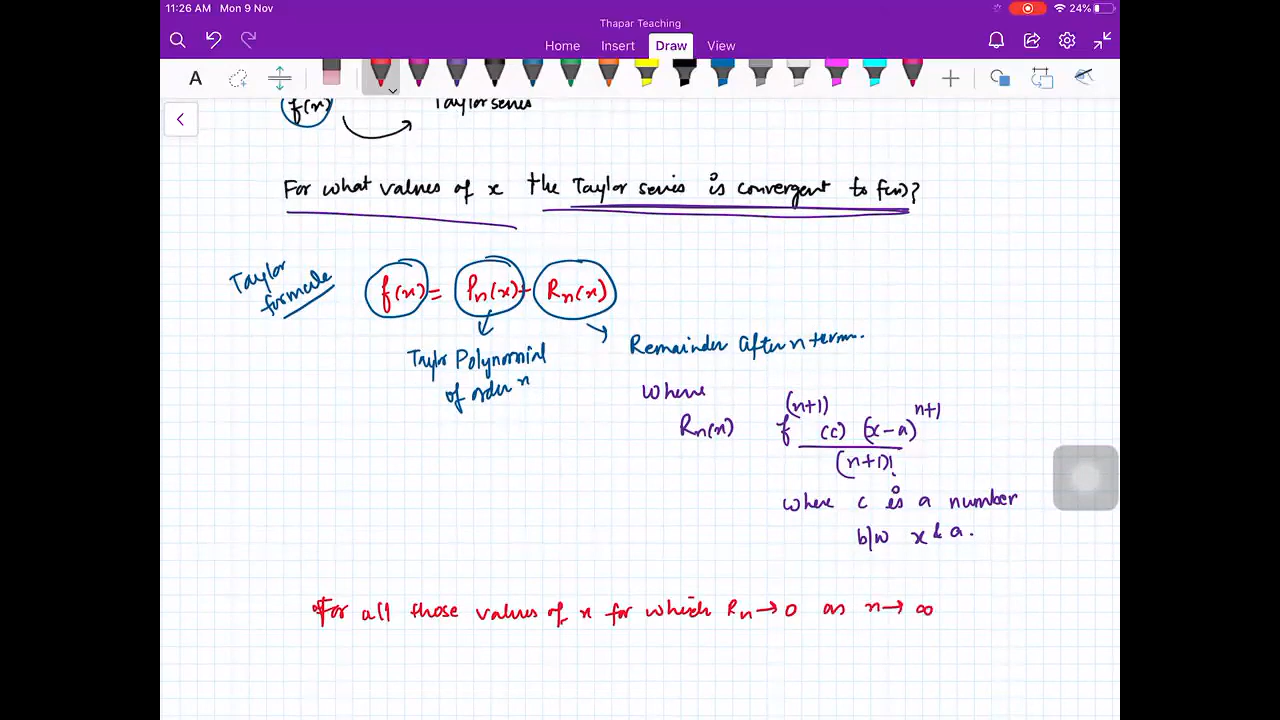 11:26 AM Mon 9 Nov
24%
Thapar Teaching
Home Insert Draw View
A
f(x) Taylor series
For what values of x the Taylor series is convergent to f(x)?
Taylor formula
f(x) = Pn(x) - Rn(x)
Taylr Polynomial of order n
Remainder After n term..
where
Rn(x) f^(n+1) (c) (x-a)^n+1
(n+1)!
where c is a number
b/w x & a.
For all those values of x for which Rn → 0 as n → ∞